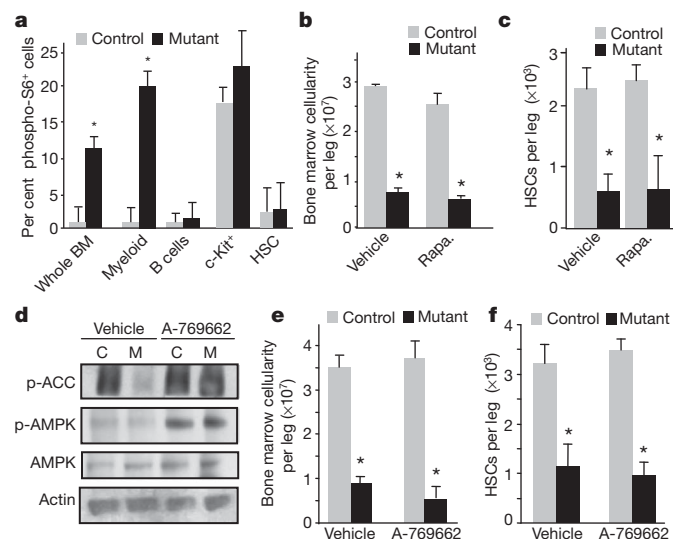 a
Control Mutant
Per cent phospho-S6+ cells
25
20
15
10
5
0
*
*
Whole BM
Myeloid
B cells
c-Kit+
HSC
b
Control
Mutant
Bone marrow cellularity
per leg (×10⁷)
3
2
1
0
*
*
Vehicle
Rapa.
c
Control
Mutant
HSCs per leg (×10³)
3
2
1
0
*
*
Vehicle
Rapa.
d
Vehicle A-769662
C M C M
p-ACC
p-AMPK
AMPK
Actin
e
Control Mutant
Bone marrow cellularity
per leg (×10⁷)
4
3
2
1
0
*
*
Vehicle A-769662
f
Control Mutant
HSCs per leg (×10³)
4
3
2
1
0
*
*
Vehicle A-769662